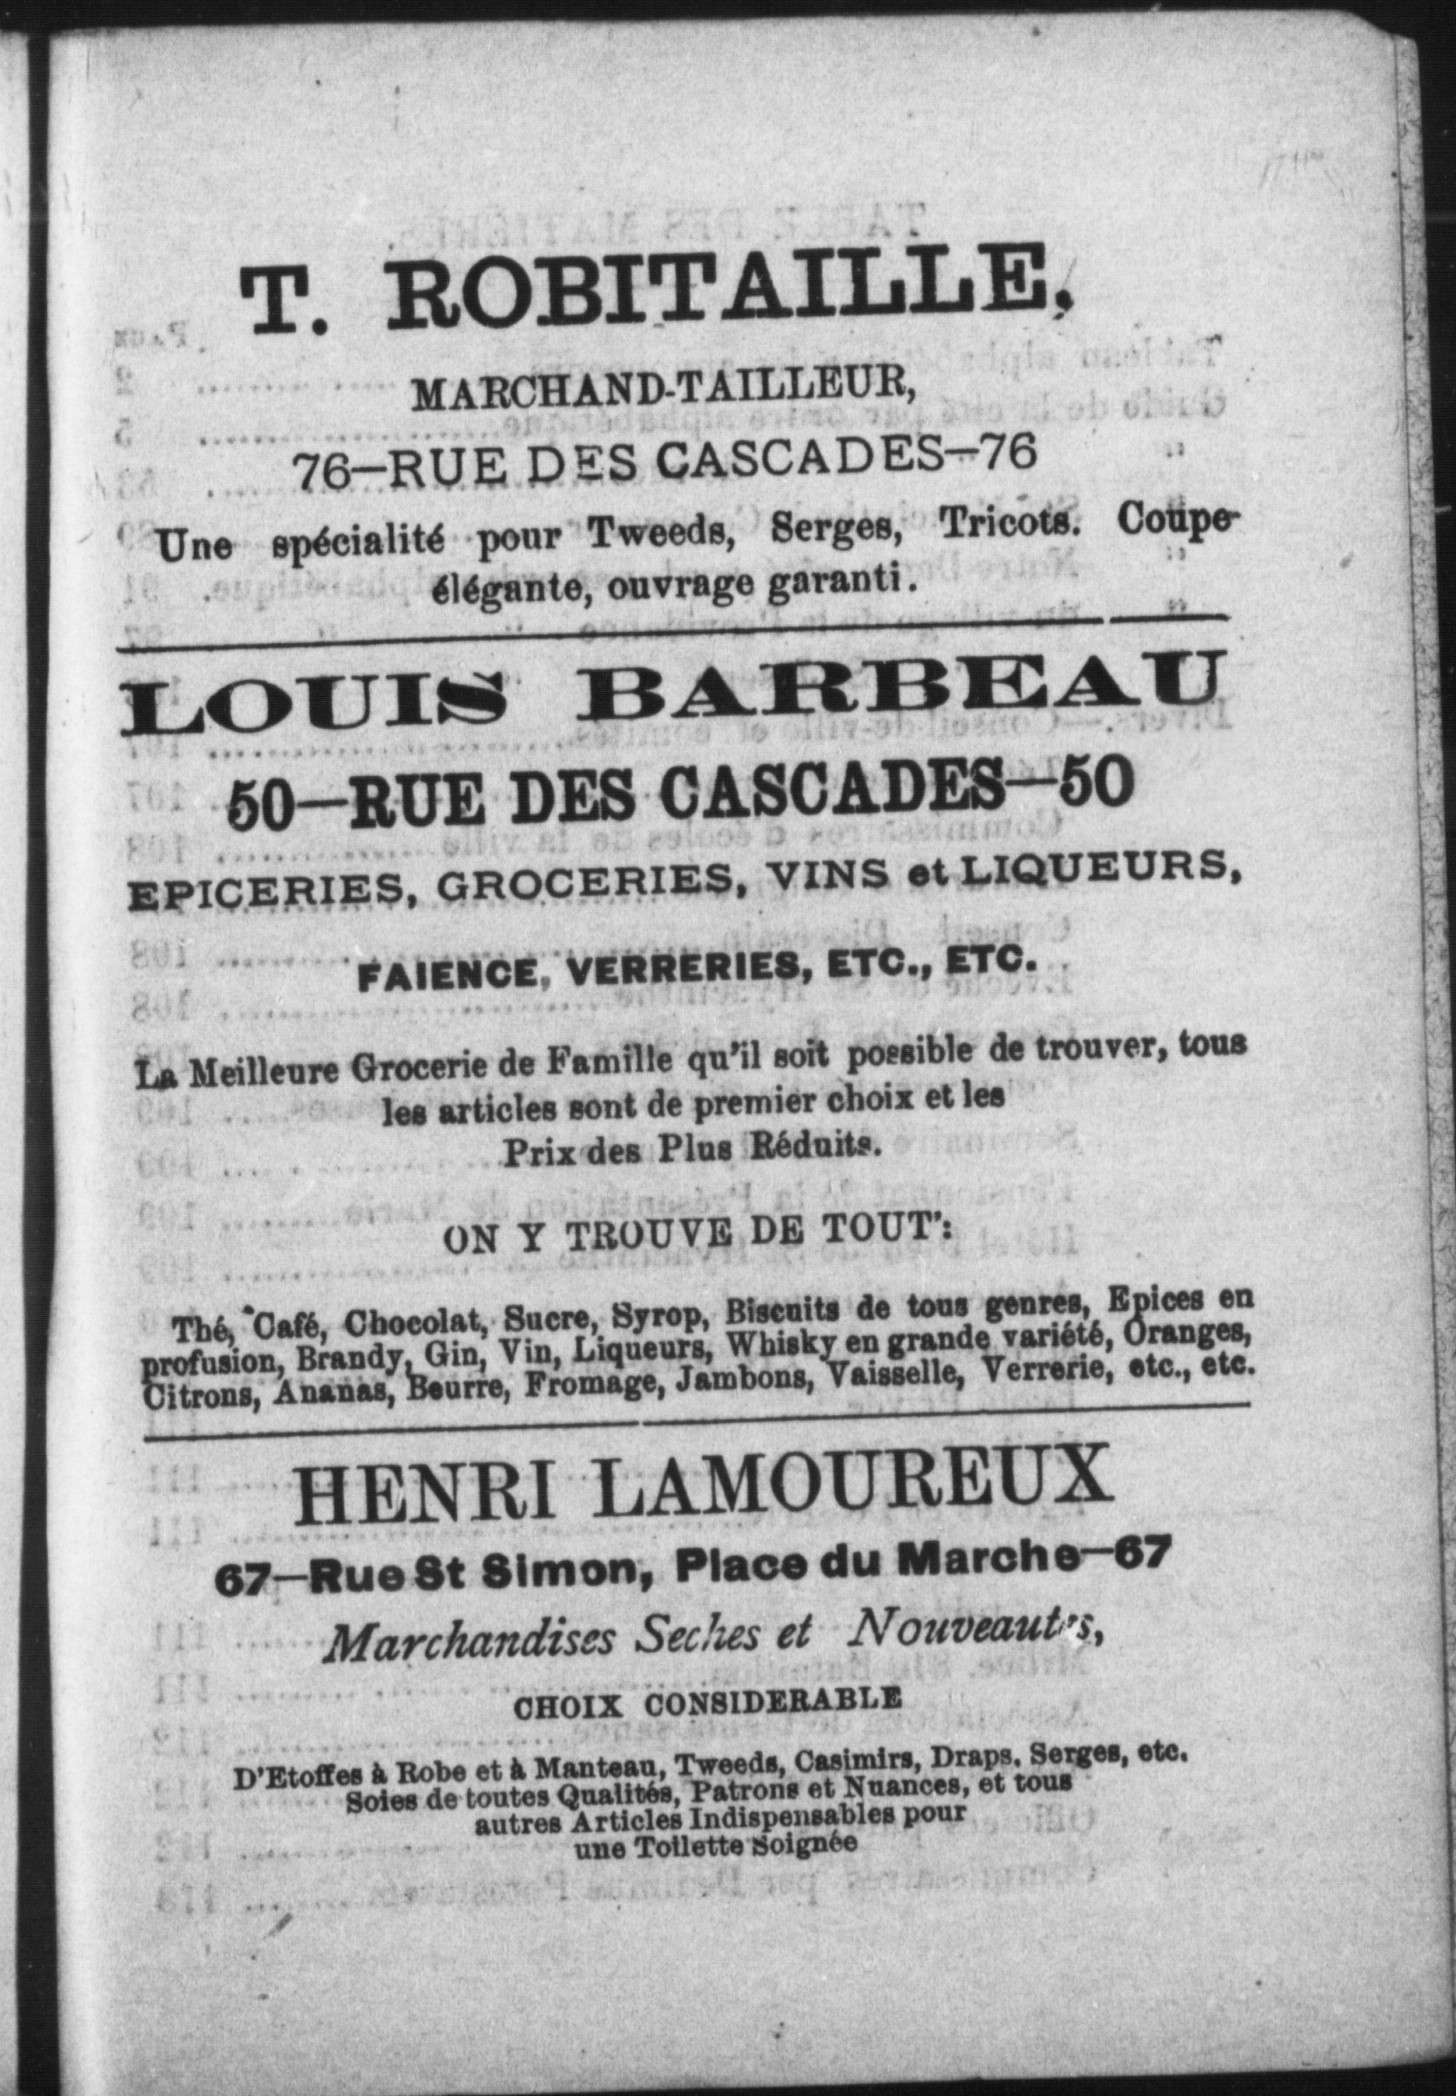 T. ROBITAILLE,
MARCHAND-TAILLEUR,
76—RUE DES CASCADES—76
Une spécialité pour Tweeds, Serges, Tricots. Coupe
élégante, ouvrage garanti.
LOUIS BARBEAU
50—RUE DES CASCADES—50
EPICERIES, GROCERIES, VINS et LIQUEURS,
FAIENCE, VERRERIES, ETC., ETC.
La Meilleure Grocerie de Famille qu'il soit possible de trouver, tous
les articles sont de premier choix et les
Prix des Plus Réduits.
ON Y TROUVE DE TOUT:
Thé, Café, Chocolat, Sucre, Syrop, Biscuits de tous genres, Epices en
profusion, Brandy, Gin, Vin, Liqueurs, Whisky en grande variété, Oranges,
Citrons, Ananas, Beurre, Fromage, Jambons, Vaisselle, Verrerie, etc., etc.
HENRI LAMOUREUX
67—Rue St Simon, Place du Marche—67
Marchandises Seches et Nouveautes,
CHOIX CONSIDERABLE
D'Etoffes à Robe et à Manteau, Tweeds, Casimirs, Draps, Serges, etc.
Soies de toutes Qualités, Patrons et Nuances, et tous
autres Articles Indispensables pour
une Toilette Soignée